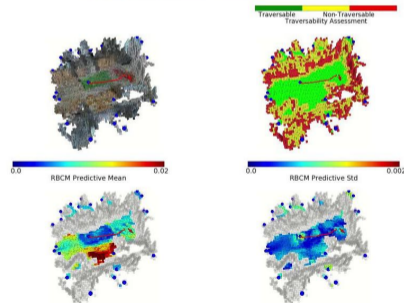 Traversable Non-Traversable
Traversability Assessment
0.0 0.02
RBCM Predictive Mean
0.0 0.002
RBCM Predictive Std